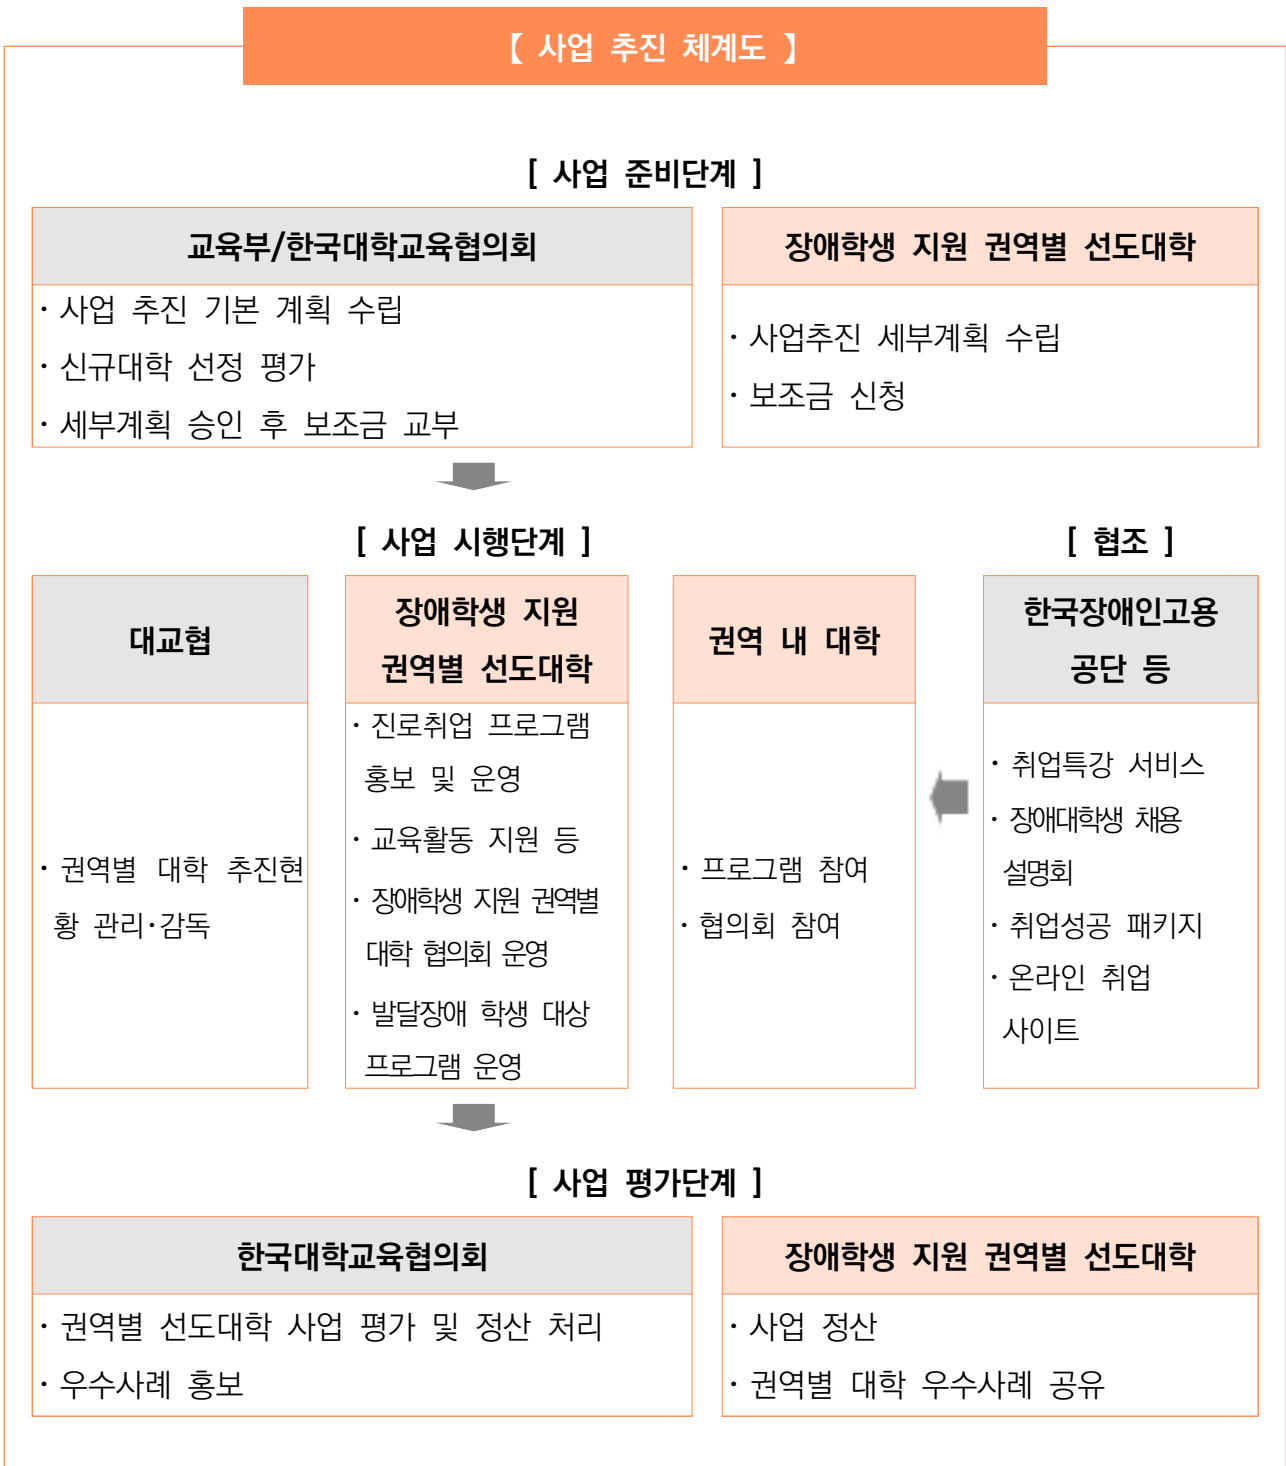 【 사업 추진 체계도 】
[ 사업 준비단계 ]
교육부/한국대학교육협의회
· 사업 추진 기본 계획 수립
· 신규대학 선정 평가
· 세부계획 승인 후 보조금 교부
장애학생 지원 권역별 선도대학
· 사업추진 세부계획 수립
· 보조금 신청
[ 사업 시행단계 ]
[ 협조 ]
대교협
· 권역별 대학 추진현
황 관리·감독
장애학생 지원
권역별 선도대학
· 진로취업 프로그램
홍보 및 운영
· 교육활동 지원 등
· 장애학생 지원 권역별
대학 협의회 운영
· 발달장애 학생 대상
프로그램 운영
권역 내 대학
· 프로그램 참여
· 협의회 참여
한국장애인고용
공단 등
· 취업특강 서비스
· 장애대학생 채용
설명회
· 취업성공 패키지
· 온라인 취업
사이트
[ 사업 평가단계 ]
한국대학교육협의회
· 권역별 선도대학 사업 평가 및 정산 처리
· 우수사례 홍보
장애학생 지원 권역별 선도대학
· 사업 정산
· 권역별 대학 우수사례 공유